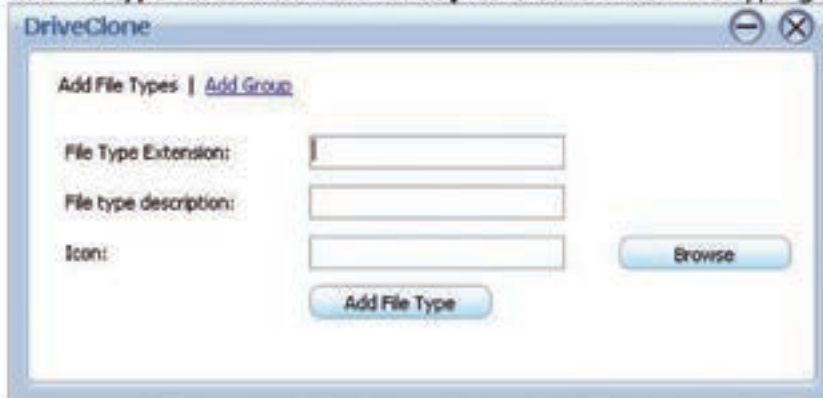 DriveClone
Add File Types | Add Group
File Type Extension:
File type description:
Icon:
Browse
Add File Type